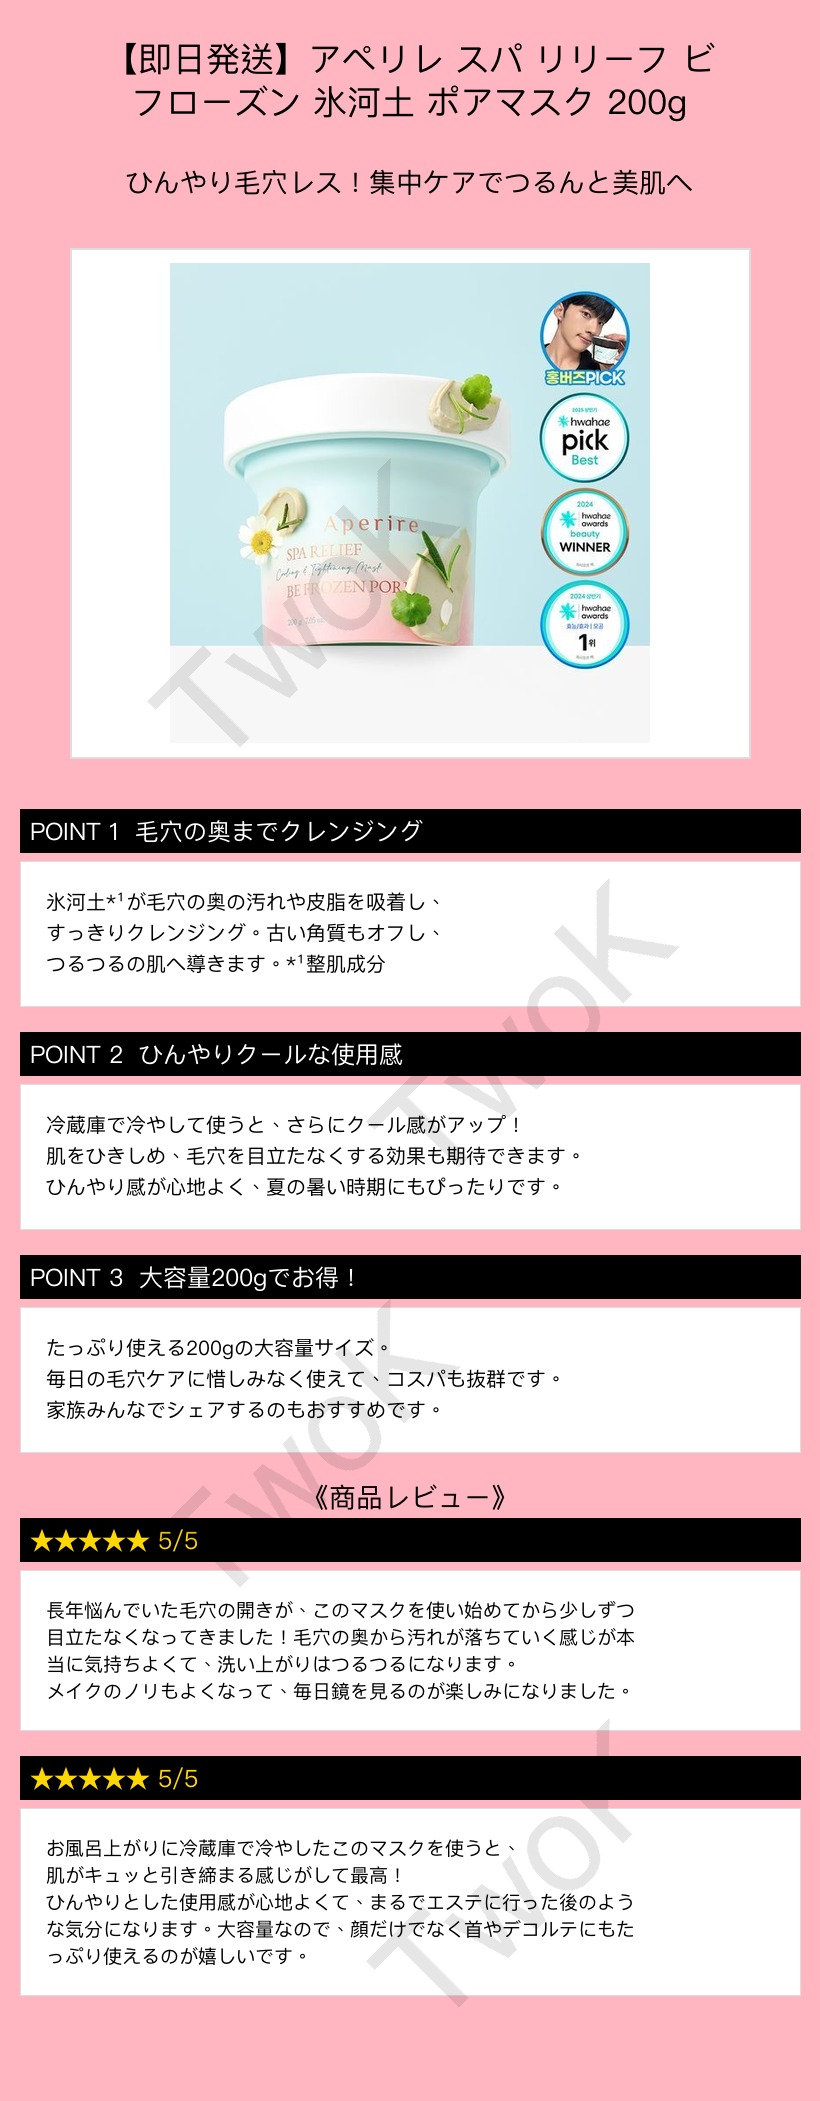 【即日発送】アペリレ スパ リリーフ ビ
フローズン 氷河土 ポアマスク 200g
ひんやり毛穴レス！集中ケアでつるんと美肌へ
홍버즈PICK
2025 상반기
hwahae
pick
Best
Aperire
SPA RELIEF
Cooling & Tightening Mask
BE FROZEN POR
2024
hwahae
awards
beauty
WINNER
2024 상반기
hwahae
awards
효능/효과 | 모공
1위
TwoK
POINT 1 毛穴の奥までクレンジング
氷河土*¹が毛穴の奥の汚れや皮脂を吸着し、
すっきりクレンジング。古い角質もオフし、
つるつるの肌へ導きます。*¹整肌成分
TwoK
POINT 2 ひんやりクールな使用感
冷蔵庫で冷やして使うと、さらにクール感がアップ！
肌をひきしめ、毛穴を目立たなくする効果も期待できます。
ひんやり感が心地よく、夏の暑い時期にもぴったりです。
POINT 3 大容量200gでお得！
たっぷり使える200gの大容量サイズ。
毎日の毛穴ケアに惜しみなく使えて、コスパも抜群です。
家族みんなでシェアするのもおすすめです。
TwoK
《商品レビュー》
★★★★★ 5/5
長年悩んでいた毛穴の開きが、このマスクを使い始めてから少しずつ
目立たなくなってきました！毛穴の奥から汚れが落ちていく感じが本
当に気持ちよくて、洗い上がりはつるつるになります。
メイクのノリもよくなって、毎日鏡を見るのが楽しみになりました。
★★★★★ 5/5
お風呂上がりに冷蔵庫で冷やしたこのマスクを使うと、
肌がキュッと引き締まる感じがして最高！
ひんやりとした使用感が心地よくて、まるでエステに行った後のよう
な気分になります。大容量なので、顔だけでなく首やデコルテにもた
っぷり使えるのが嬉しいです。
TwoK